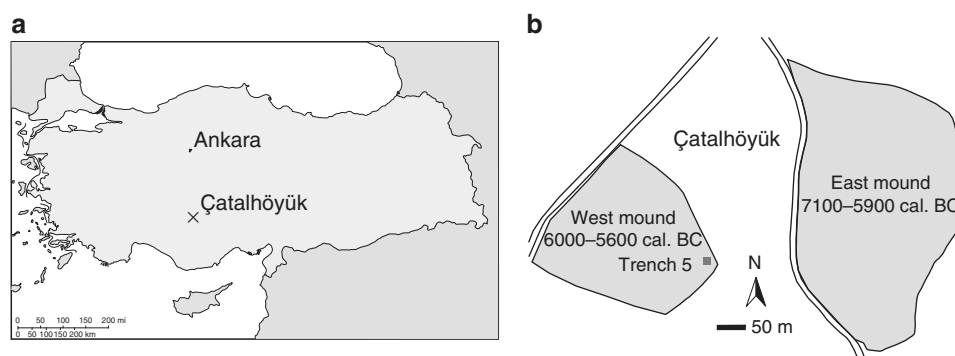 a
Ankara
Çatalhöyük
0 50 100 150 200 mi
0 50 100 150 200 km
b
Çatalhöyük
East mound
7100–5900 cal. BC
West mound
6000–5600 cal. BC
Trench 5
N
50 m